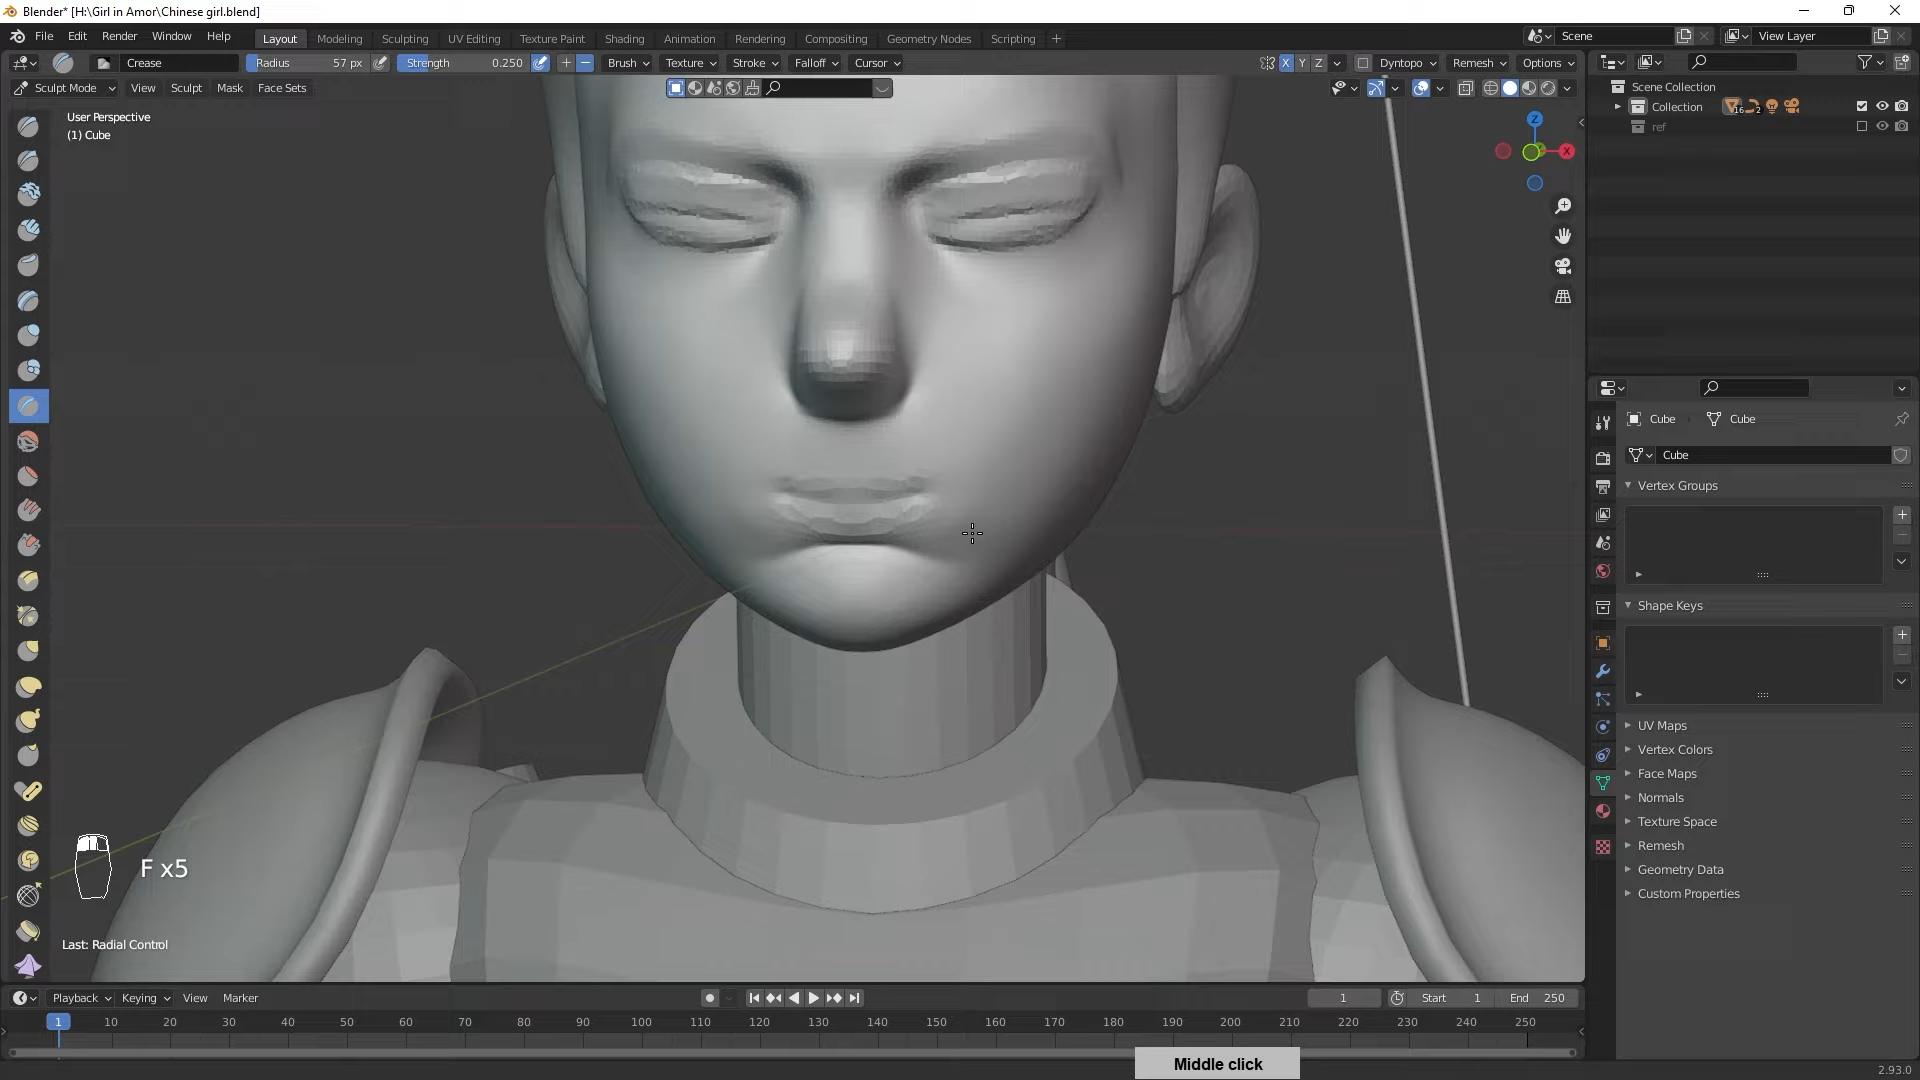 Blender* [H:\Girl in Amor\Chinese girl.blend]
File Edit Render Window Help
Layout Modeling Sculpting UV Editing Texture Paint Shading Animation Rendering Compositing Geometry Nodes Scripting +
Scene View Layer
Crease Radius 57 px Strength 0.250 Brush Texture Stroke Falloff Cursor X Y Z Dyntopo Remesh Options
Sculpt Mode View Sculpt Mask Face Sets
User Perspective
(1) Cube
Z
X
Scene Collection
Collection 16 2
ref
Cube Cube
Cube
Vertex Groups
Shape Keys
UV Maps
Vertex Colors
Face Maps
Normals
Texture Space
Remesh
Geometry Data
Custom Properties
F x5
Last: Radial Control
Playback Keying View Marker 1 Start 1 End 250
1 10 20 30 40 50 60 70 80 90 100 110 120 130 140 150 160 170 180 190 200 210 220 230 240 250
Middle click
2.93.0